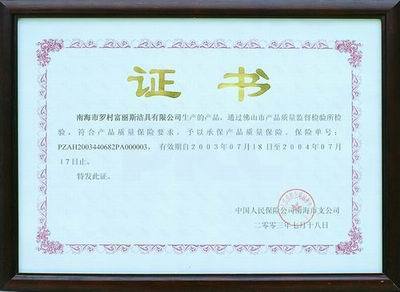 证书
南海市罗村富丽斯洁具有限公司生产的产品，通过佛山市产品质量监督检验所检
验，符合产品质量保险要求，予以承保产品质量保险。保险单号：
PZAH2003440682PA000003，有效期自2003年07月18日至2004年07月
17日止。
特发此证。
中国人民保险公司南海市支公司
二〇〇三年七月十八日